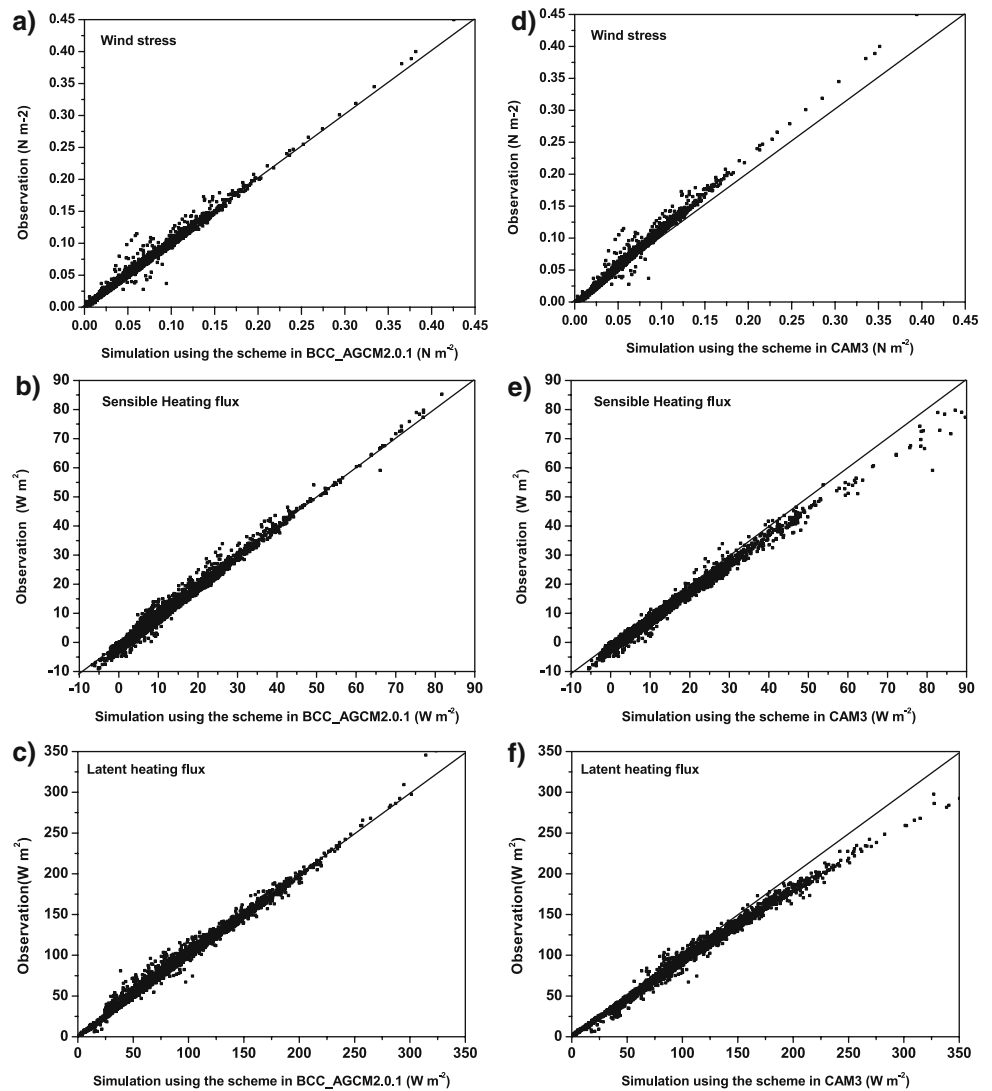 a)
Wind stress
Observation (N m-2)
0.45
0.40
0.35
0.30
0.25
0.20
0.15
0.10
0.05
0.00
0.00 0.05 0.10 0.15 0.20 0.25 0.30 0.35 0.40 0.45
Simulation using the scheme in BCC_AGCM2.0.1 (N m⁻²)
d)
Wind stress
Observation (N m-2)
0.45
0.40
0.35
0.30
0.25
0.20
0.15
0.10
0.05
0.00
0.00 0.05 0.10 0.15 0.20 0.25 0.30 0.35 0.40 0.45
Simulation using the scheme in CAM3 (N m⁻²)
b)
Sensible Heating flux
Observation (W m²)
90
80
70
60
50
40
30
20
10
0
-10
-10 0 10 20 30 40 50 60 70 80 90
Simulation using the scheme in BCC_AGCM2.0.1 (W m⁻²)
e)
Sensible Heating flux
Observation (W m²)
90
80
70
60
50
40
30
20
10
0
-10
-10 0 10 20 30 40 50 60 70 80 90
Simulation using the scheme in CAM3 (W m⁻²)
c)
Latent heating flux
Observation(W m²)
350
300
250
200
150
100
50
0
0 50 100 150 200 250 300 350
Simulation using the scheme in BCC_AGCM2.0.1 (W m⁻²)
f)
Latent heating flux
Observation(W m²)
350
300
250
200
150
100
50
0
0 50 100 150 200 250 300 350
Simulation using the scheme in CAM3 (W m⁻²)